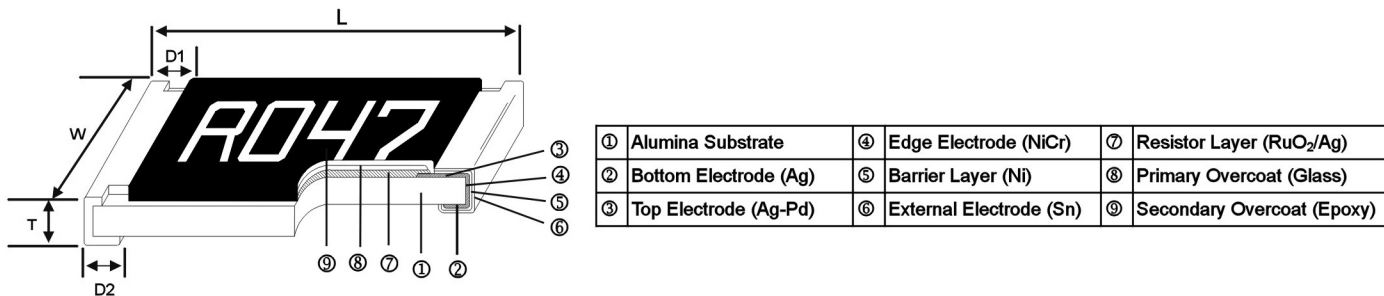 L
D1
W
R047
T
D2
③
④
⑤
⑥
⑨ ⑧ ⑦ ① ②
① Alumina Substrate ④ Edge Electrode (NiCr) ⑦ Resistor Layer (RuO₂/Ag)
② Bottom Electrode (Ag) ⑤ Barrier Layer (Ni) ⑧ Primary Overcoat (Glass)
③ Top Electrode (Ag-Pd) ⑥ External Electrode (Sn) ⑨ Secondary Overcoat (Epoxy)